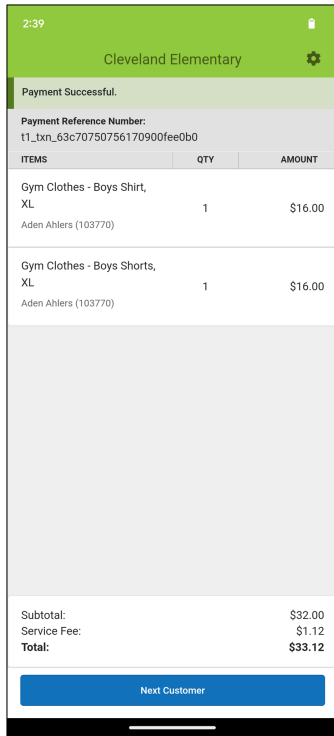 2:39
Cleveland Elementary
Payment Successful.
Payment Reference Number:
t1_txn_63c70750756170900fee0b0
ITEMS QTY AMOUNT
Gym Clothes - Boys Shirt,
XL
1 $16.00
Aden Ahlers (103770)
Gym Clothes - Boys Shorts,
XL
1 $16.00
Aden Ahlers (103770)
Subtotal: $32.00
Service Fee: $1.12
Total: $33.12
Next Customer